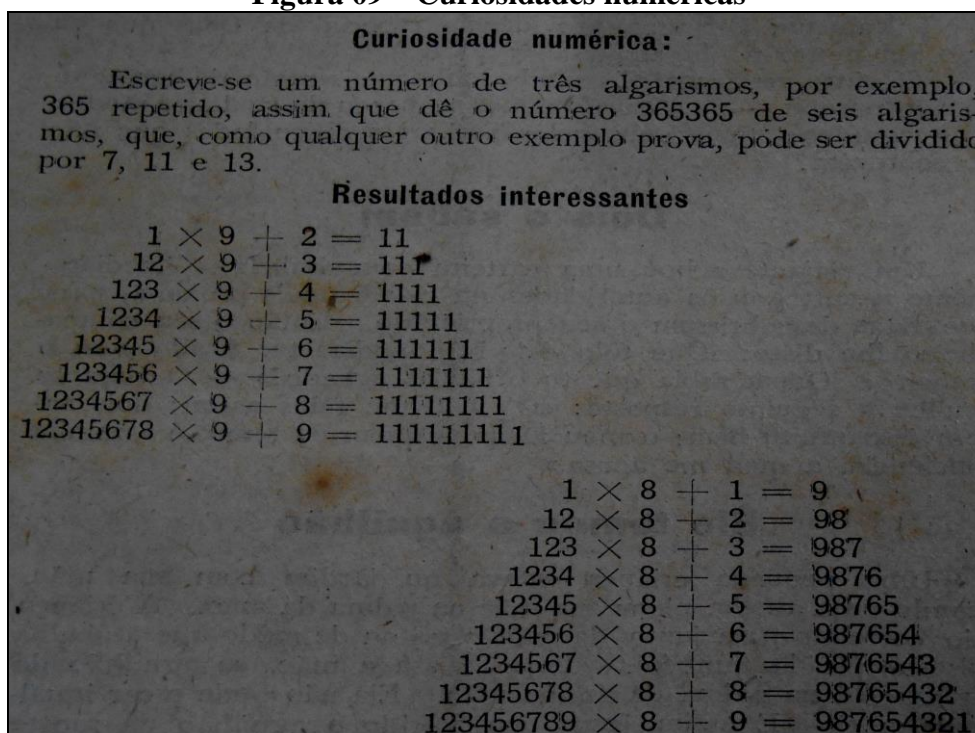 Curiosidade numérica:
Escreve-se um número de três algarismos, por exemplo,
365 repetido, assim que dê o número 365365 de seis algaris-
mos, que, como qualquer outro exemplo prova, póde ser dividido
por 7, 11 e 13.
Resultados interessantes
1 × 9 + 2 = 11
12 × 9 + 3 = 111
123 × 9 + 4 = 1111
1234 × 9 + 5 = 11111
12345 × 9 + 6 = 111111
123456 × 9 + 7 = 1111111
1234567 × 9 + 8 = 11111111
12345678 × 9 + 9 = 111111111
1 × 8 + 1 = 9
12 × 8 + 2 = 98
123 × 8 + 3 = 987
1234 × 8 + 4 = 9876
12345 × 8 + 5 = 98765
123456 × 8 + 6 = 987654
1234567 × 8 + 7 = 9876543
12345678 × 8 + 8 = 98765432
123456789 × 8 + 9 = 987654321